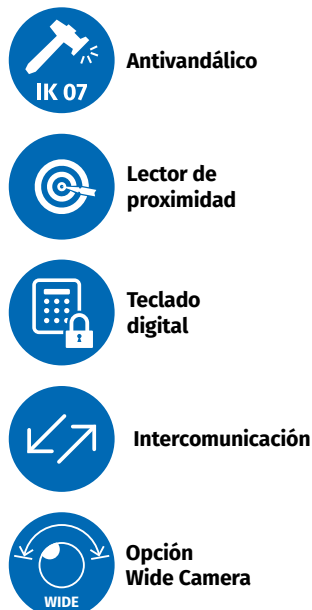 IK 07
Antivandálico
Lector de
proximidad
Teclado
digital
Intercomunicación
WIDE
Opción
Wide Camera